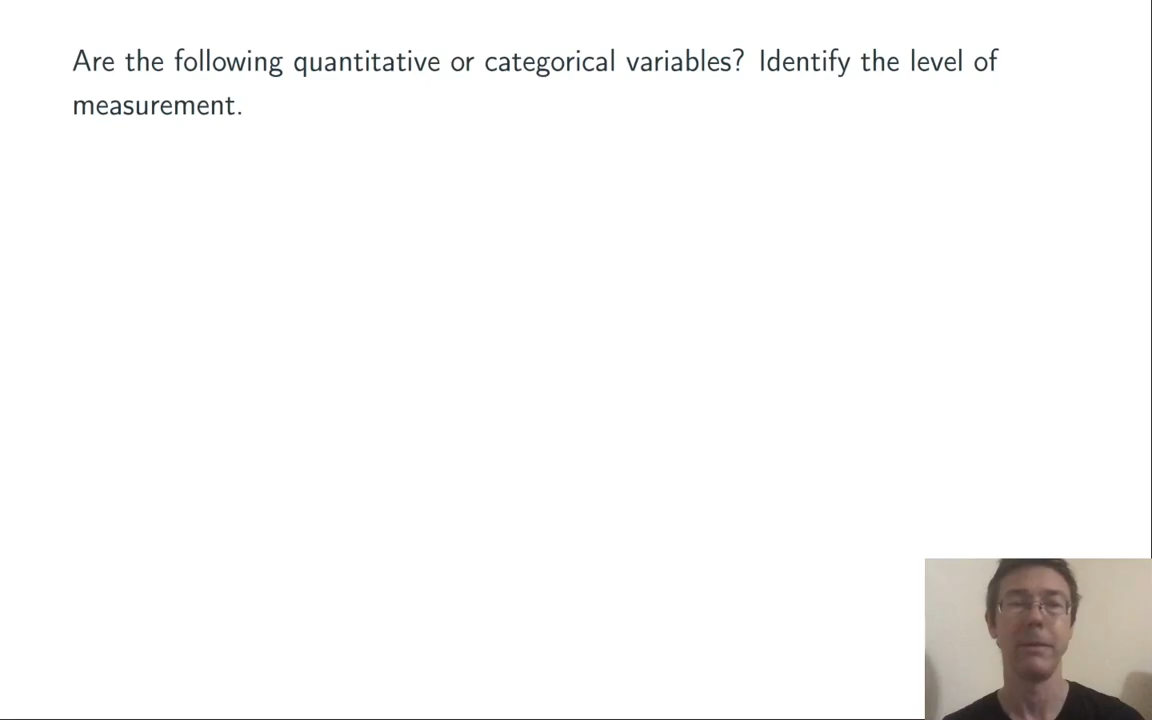 Are the following quantitative or categorical variables? Identify the level of
measurement.